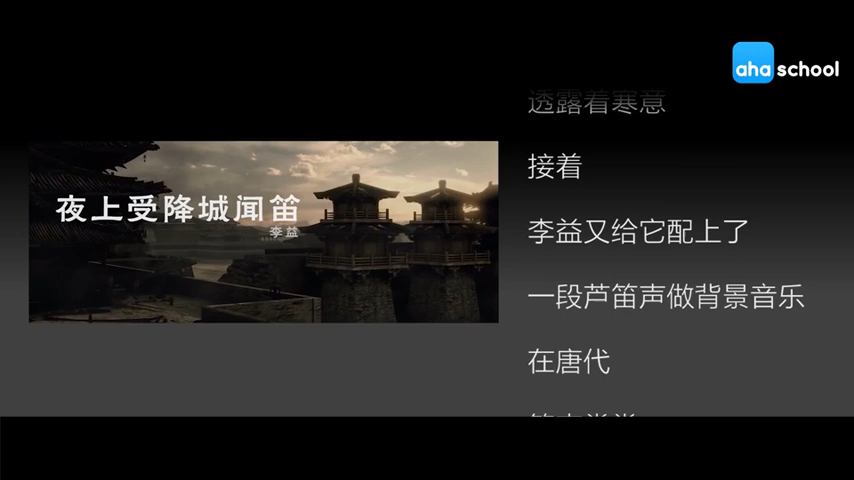 aha school
透露着寒意
接着
李益又给它配上了
一段芦笛声做背景音乐
在唐代
夜上受降城闻笛
李益